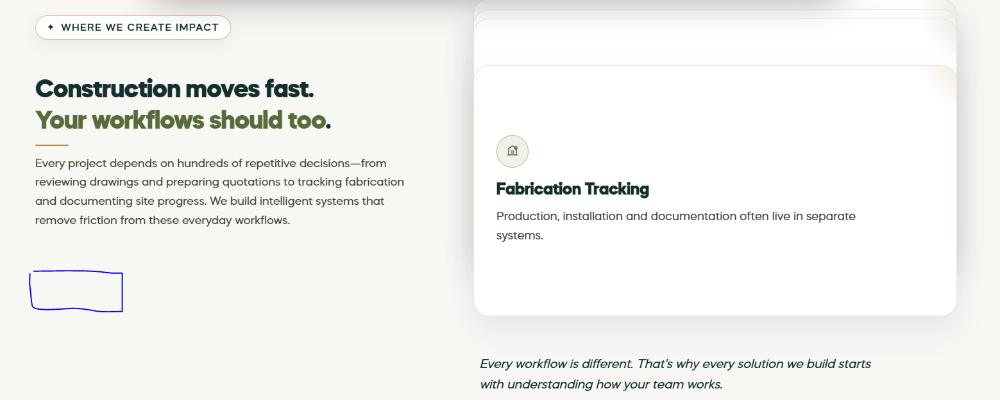 WHERE WE CREATE IMPACT
Construction moves fast.
Your workflows should too.
Every project depends on hundreds of repetitive decisions—from
reviewing drawings and preparing quotations to tracking fabrication
and documenting site progress. We build intelligent systems that
remove friction from these everyday workflows.
Fabrication Tracking
Production, installation and documentation often live in separate
systems.
Every workflow is different. That's why every solution we build starts
with understanding how your team works.